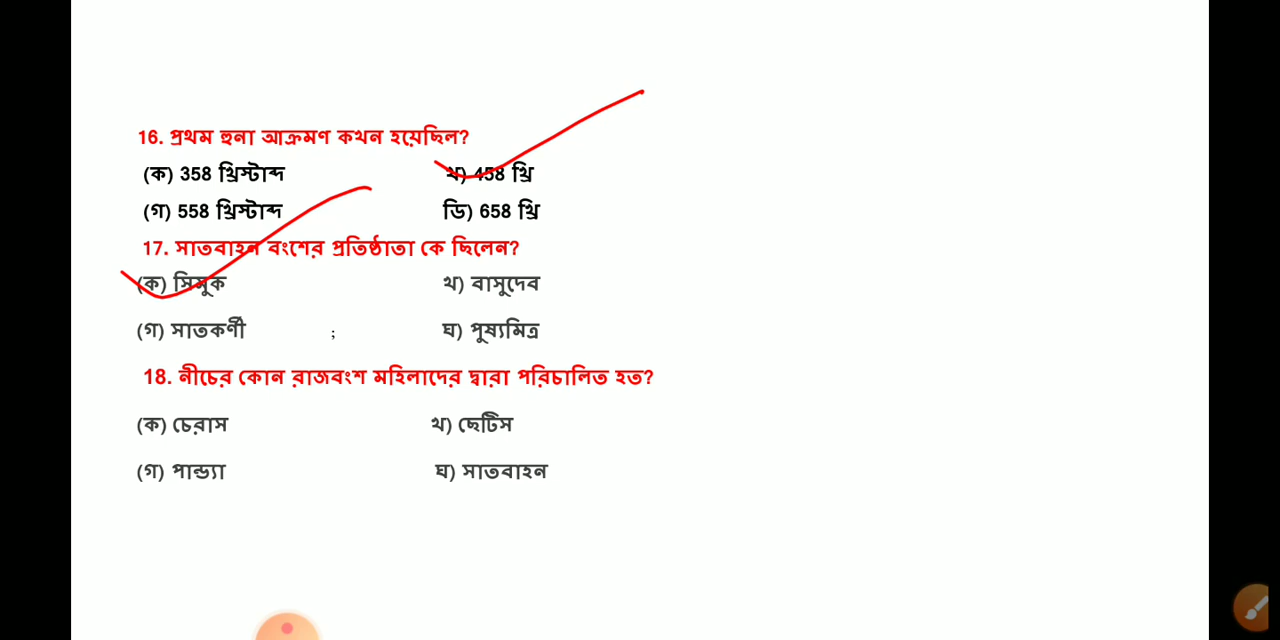 16. প্রথম হুনা আক্রমণ কখন হয়েছিল?
(ক) 358 খ্রিস্টাব্দ খ) 458 খ্রি
(গ) 558 খ্রিস্টাব্দ ডি) 658 খ্রি
17. সাতবাহন বংশের প্রতিষ্ঠাতা কে ছিলেন?
(ক) সিমুক খ) বাসুদেব
(গ) সাতকর্ণী ; ঘ) পুষ্যমিত্র
18. নীচের কোন রাজবংশ মহিলাদের দ্বারা পরিচালিত হত?
(ক) চেরাস খ) ছেটিস
(গ) পান্ড্যা ঘ) সাতবাহন